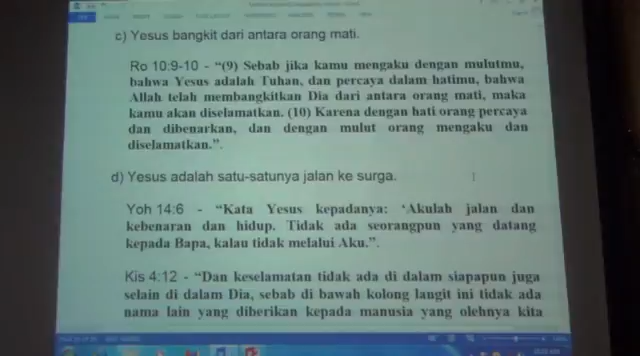 c) Yesus bangkit dari antara orang mati.
Ro 10:9-10 - “(9) Sebab jika kamu mengaku dengan mulutmu,
bahwa Yesus adalah Tuhan, dan percaya dalam hatimu, bahwa
Allah telah membangkitkan Dia dari antara orang mati, maka
kamu akan diselamatkan. (10) Karena dengan hati orang percaya
dan dibenarkan, dan dengan mulut orang mengaku dan
diselamatkan.”.
d) Yesus adalah satu-satunya jalan ke surga.
Yoh 14:6 - “Kata Yesus kepadanya: ‘Akulah jalan dan
kebenaran dan hidup. Tidak ada seorangpun yang datang
kepada Bapa, kalau tidak melalui Aku.”.
Kis 4:12 - “Dan keselamatan tidak ada di dalam siapapun juga
selain di dalam Dia, sebab di bawah kolong langit ini tidak ada
nama lain yang diberikan kepada manusia yang olehnya kita